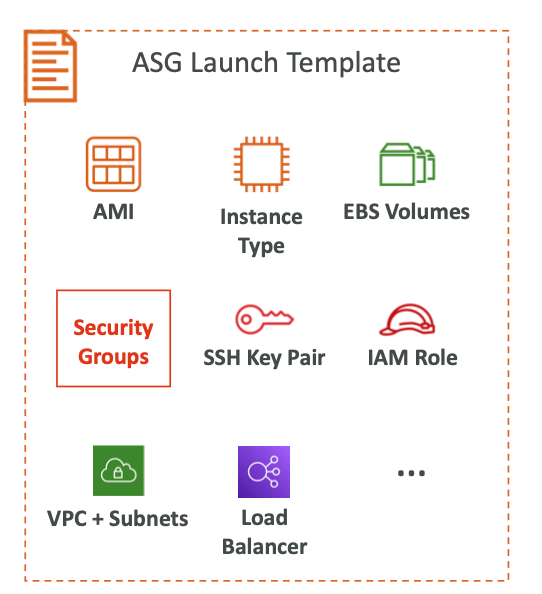 ASG Launch Template
AMI
Instance
Type
EBS Volumes
Security
Groups
SSH Key Pair
IAM Role
VPC + Subnets
Load
Balancer
...